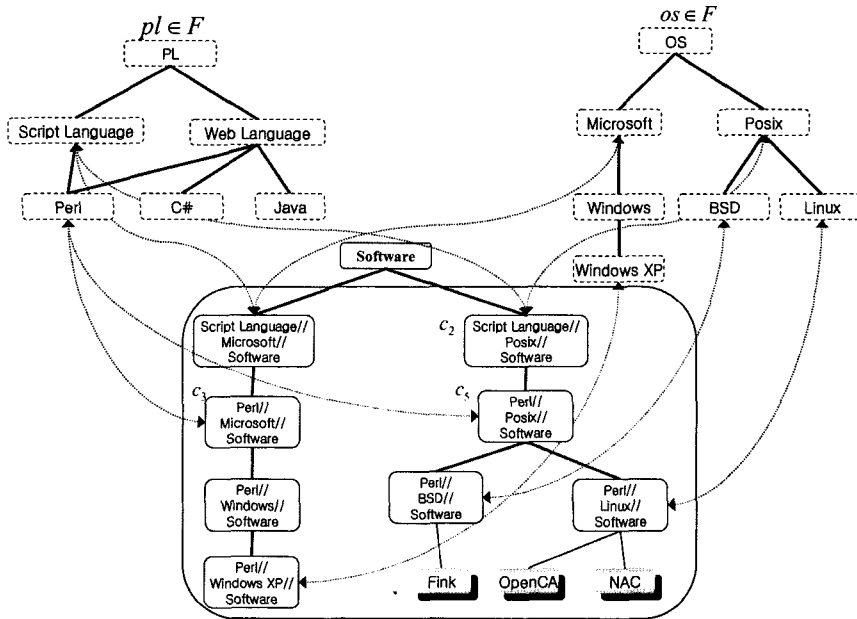 pl ∈ F
os ∈ F
PL
OS
Script Language
Web Language
Microsoft
Posix
Perl
C#
Java
Windows
BSD
Linux
Software
Windows XP
Script Language//
Microsoft//
Software
c₂
Script Language//
Posix//
Software
c₃
Perl//
Microsoft//
Software
c₅
Perl//
Posix//
Software
Perl//
Windows//
Software
Perl//
BSD//
Software
Perl//
Linux//
Software
Perl//
Windows XP//
Software
Fink
OpenCA
NAC